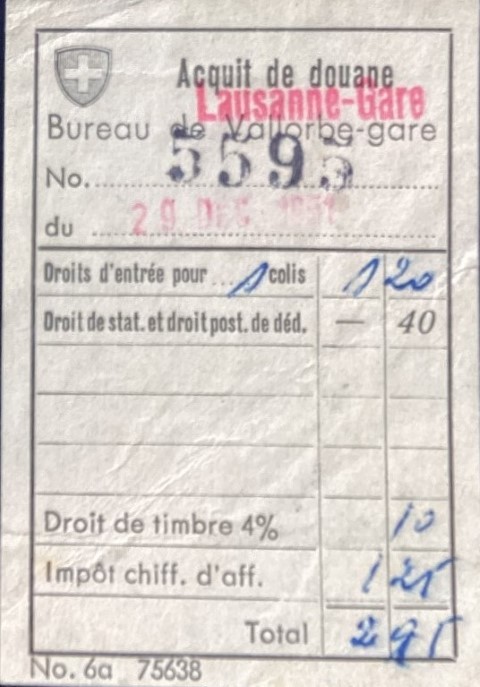 Acquit de douane
Lausanne-Gare
Bureau de Vallorbe-gare
No. 5595
du 29 DEC. 1951
Droits d'entrée pour 1 colis 1 20
Droit de stat. et droit post. de déd. — 40
Droit de timbre 4% 10
Impôt chiff. d'aff. 1 25
Total 2 95
No. 6a 75638